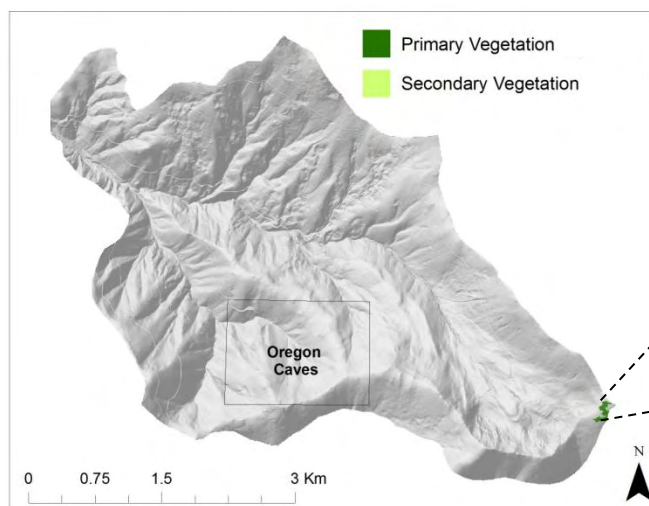 Primary Vegetation
Secondary Vegetation
Oregon
Caves
0 0.75 1.5 3 Km
N